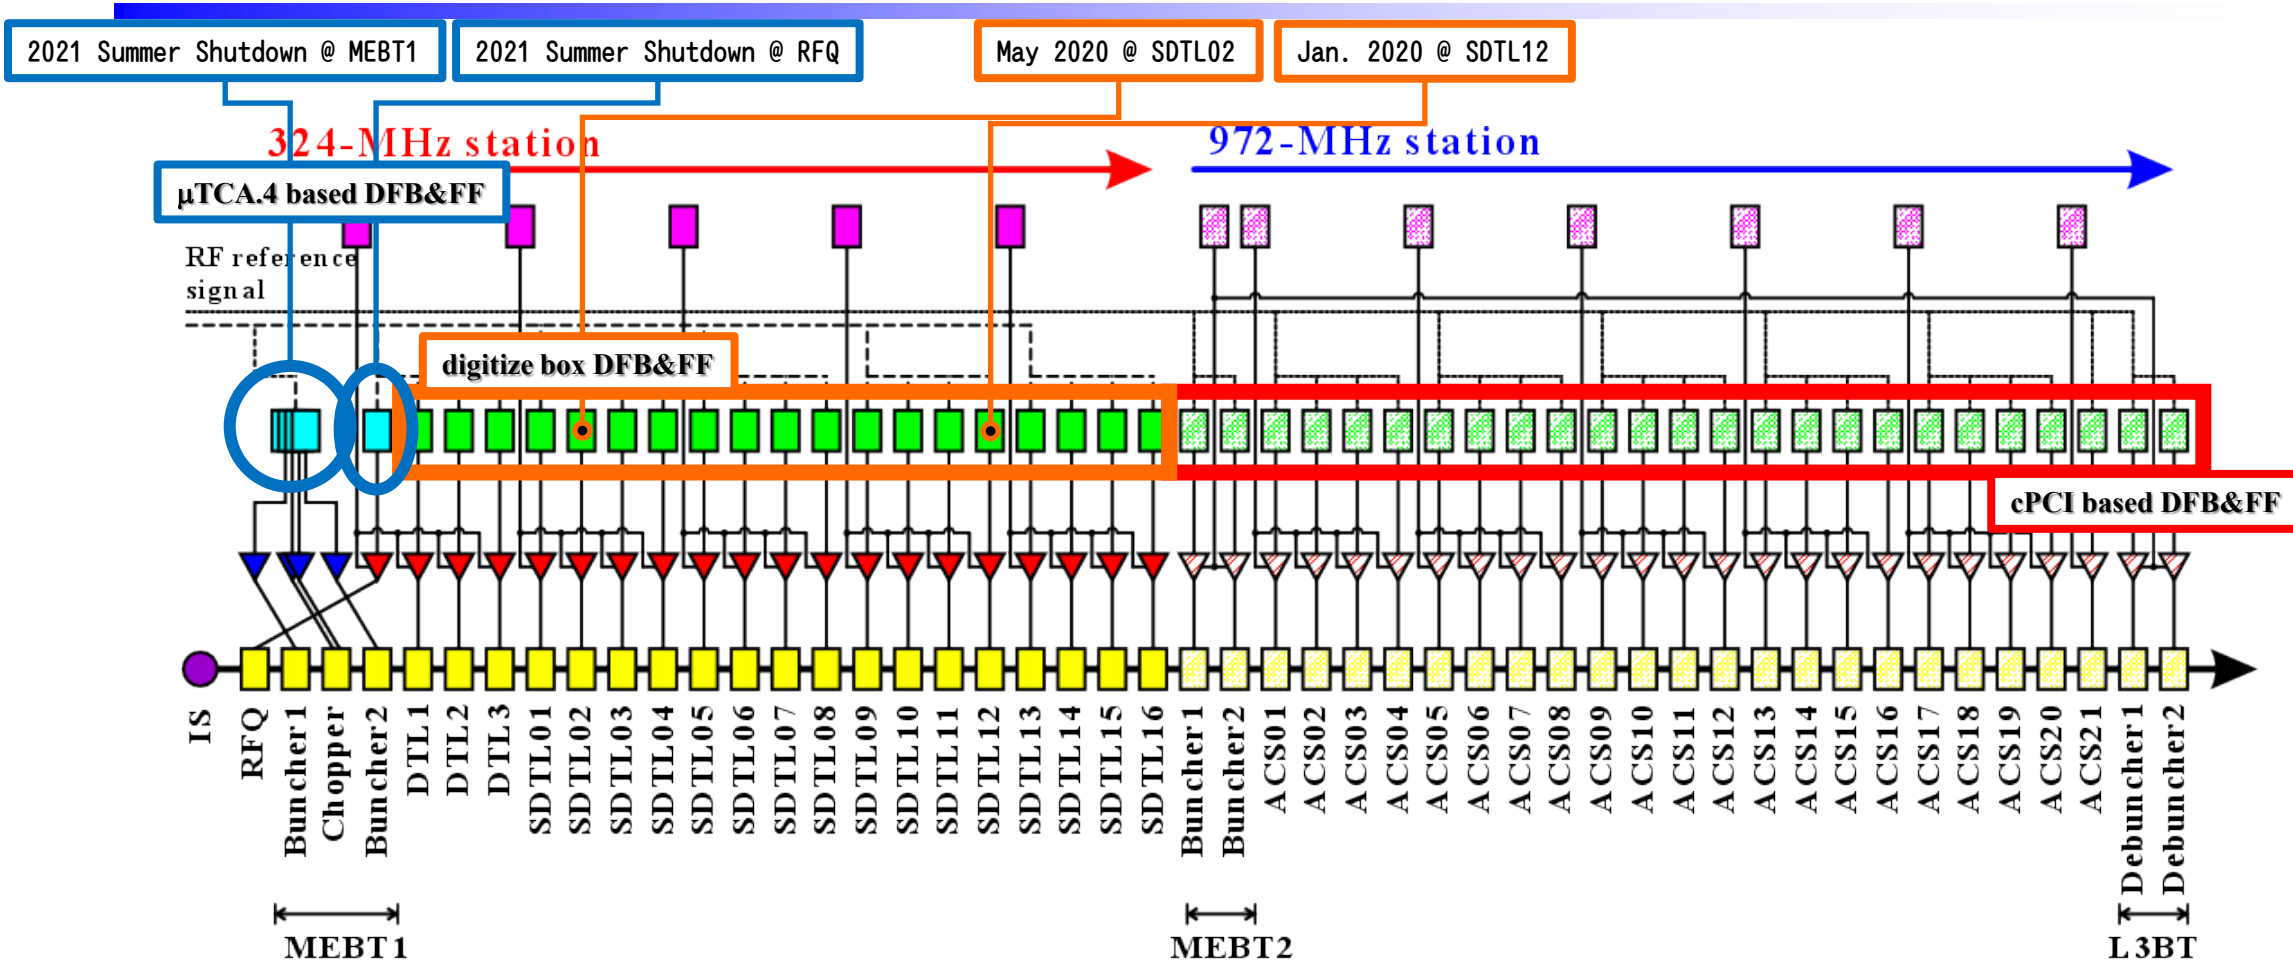 2021 Summer Shutdown @ MEBT1
2021 Summer Shutdown @ RFQ
May 2020 @ SDTL02
Jan. 2020 @ SDTL12
324-MHz station
972-MHz station
μTCA.4 based DFB&FF
RF reference
signal
digitize box DFB&FF
cPCI based DFB&FF
IS
RFQ
Buncher1
Chopper
Buncher2
DTL1
DTL2
DTL3
SDTL01
SDTL02
SDTL03
SDTL04
SDTL05
SDTL06
SDTL07
SDTL08
SDTL09
SDTL10
SDTL11
SDTL12
SDTL13
SDTL14
SDTL15
SDTL16
Buncher1
Buncher2
ACS01
ACS02
ACS03
ACS04
ACS05
ACS06
ACS07
ACS08
ACS09
ACS10
ACS11
ACS12
ACS13
ACS14
ACS15
ACS16
ACS17
ACS18
ACS19
ACS20
ACS21
Debuncher1
Debuncher2
MEBT1
MEBT2
L3BT